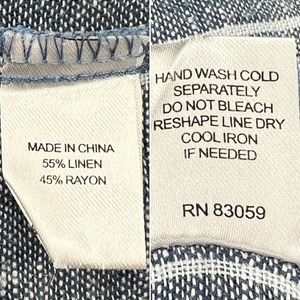 MADE IN CHINA
55% LINEN
45% RAYON
HAND WASH COLD
SEPARATELY
DO NOT BLEACH
RESHAPE LINE DRY
COOL IRON
IF NEEDED
RN 83059